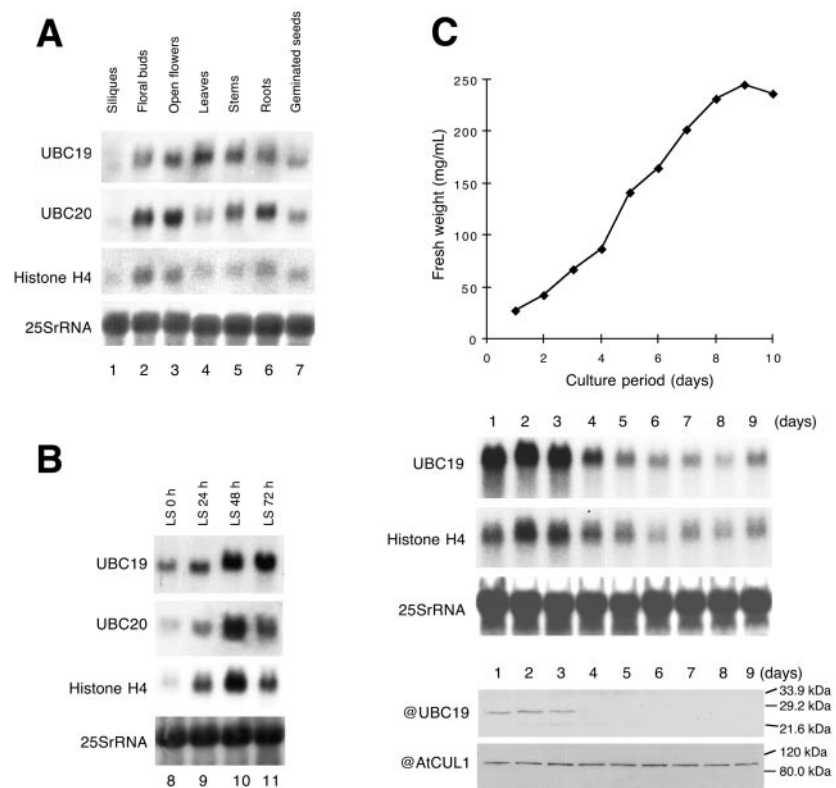 A
Siliques
Floral buds
Open flowers
Leaves
Stems
Roots
Geminated seeds
UBC19
UBC20
Histone H4
25SrRNA
1 2 3 4 5 6 7
B
LS 0 h
LS 24 h
LS 48 h
LS 72 h
UBC19
UBC20
Histone H4
25SrRNA
8 9 10 11
C
Fresh weight (mg/mL)
250
200
150
100
50
0
0 2 4 6 8 10
Culture period (days)
1 2 3 4 5 6 7 8 9 (days)
UBC19
Histone H4
25SrRNA
1 2 3 4 5 6 7 8 9 (days)
@UBC19
33.9 kDa
29.2 kDa
21.6 kDa
@AtCUL1
120 kDa
80.0 kDa